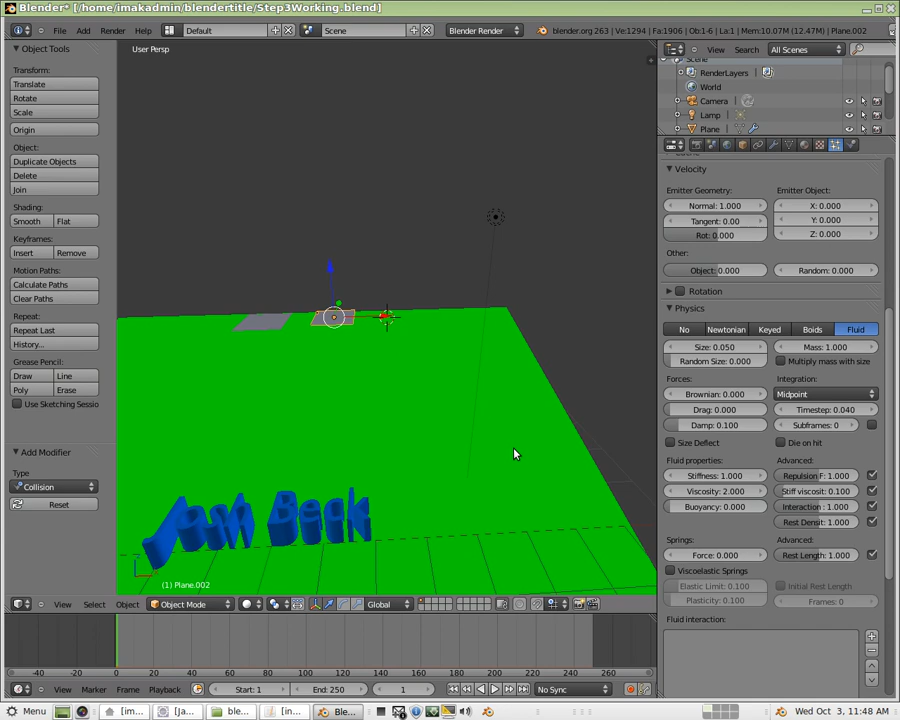 Blender* [/home/imakadmin/blendertitle/Step3Working.blend]
File Add Render Help Default Scene Blender Render blender.org 263 | Ve:1294 | Fa:1906 | Ob:1-6 | La:1 | Mem:10.07M (12.47M) | Plane.002
Object Tools
Transform:
Translate
Rotate
Scale
Origin
Object:
Duplicate Objects
Delete
Join
Shading:
Smooth Flat
Keyframes:
Insert Remove
Motion Paths:
Calculate Paths
Clear Paths
Repeat:
Repeat Last
History...
Grease Pencil:
Draw Line
Poly Erase
Use Sketching Sessio
Add Modifier
Type
Collision
Reset
User Persp
Beck
(1) Plane.002
View Select Object Object Mode Global
View Search All Scenes
Scene
RenderLayers
World
Camera
Lamp
Plane
Velocity
Emitter Geometry: Emitter Object:
Normal: 1.000 X: 0.000
Tangent: 0.00 Y: 0.000
Rot: 0.000 Z: 0.000
Other:
Object: 0.000 Random: 0.000
Rotation
Physics
No Newtonian Keyed Boids Fluid
Size: 0.050 Mass: 1.000
Random Size: 0.000 Multiply mass with size
Forces: Integration:
Brownian: 0.000 Midpoint
Drag: 0.000 Timestep: 0.040
Damp: 0.100 Subframes: 0
Size Deflect Die on hit
Fluid properties: Advanced:
Stiffness: 1.000 Repulsion F: 1.000
Viscosity: 2.000 Stiff viscosit: 0.100
Buoyancy: 0.000 Interaction : 1.000
Rest Densit: 1.000
Springs: Advanced:
Force: 0.000 Rest Length: 1.000
Viscoelastic Springs
Elastic Limit: 0.100 Initial Rest Length
Plasticity: 0.100 Frames: 0
Fluid interaction:
-40 -20 0 20 40 60 80 100 120 140 160 180 200 220 240 260
View Marker Frame Playback Start: 1 End: 250 1 No Sync
Menu [im... [Ja... ble... [in... Ble... Wed Oct 3, 11:48 AM